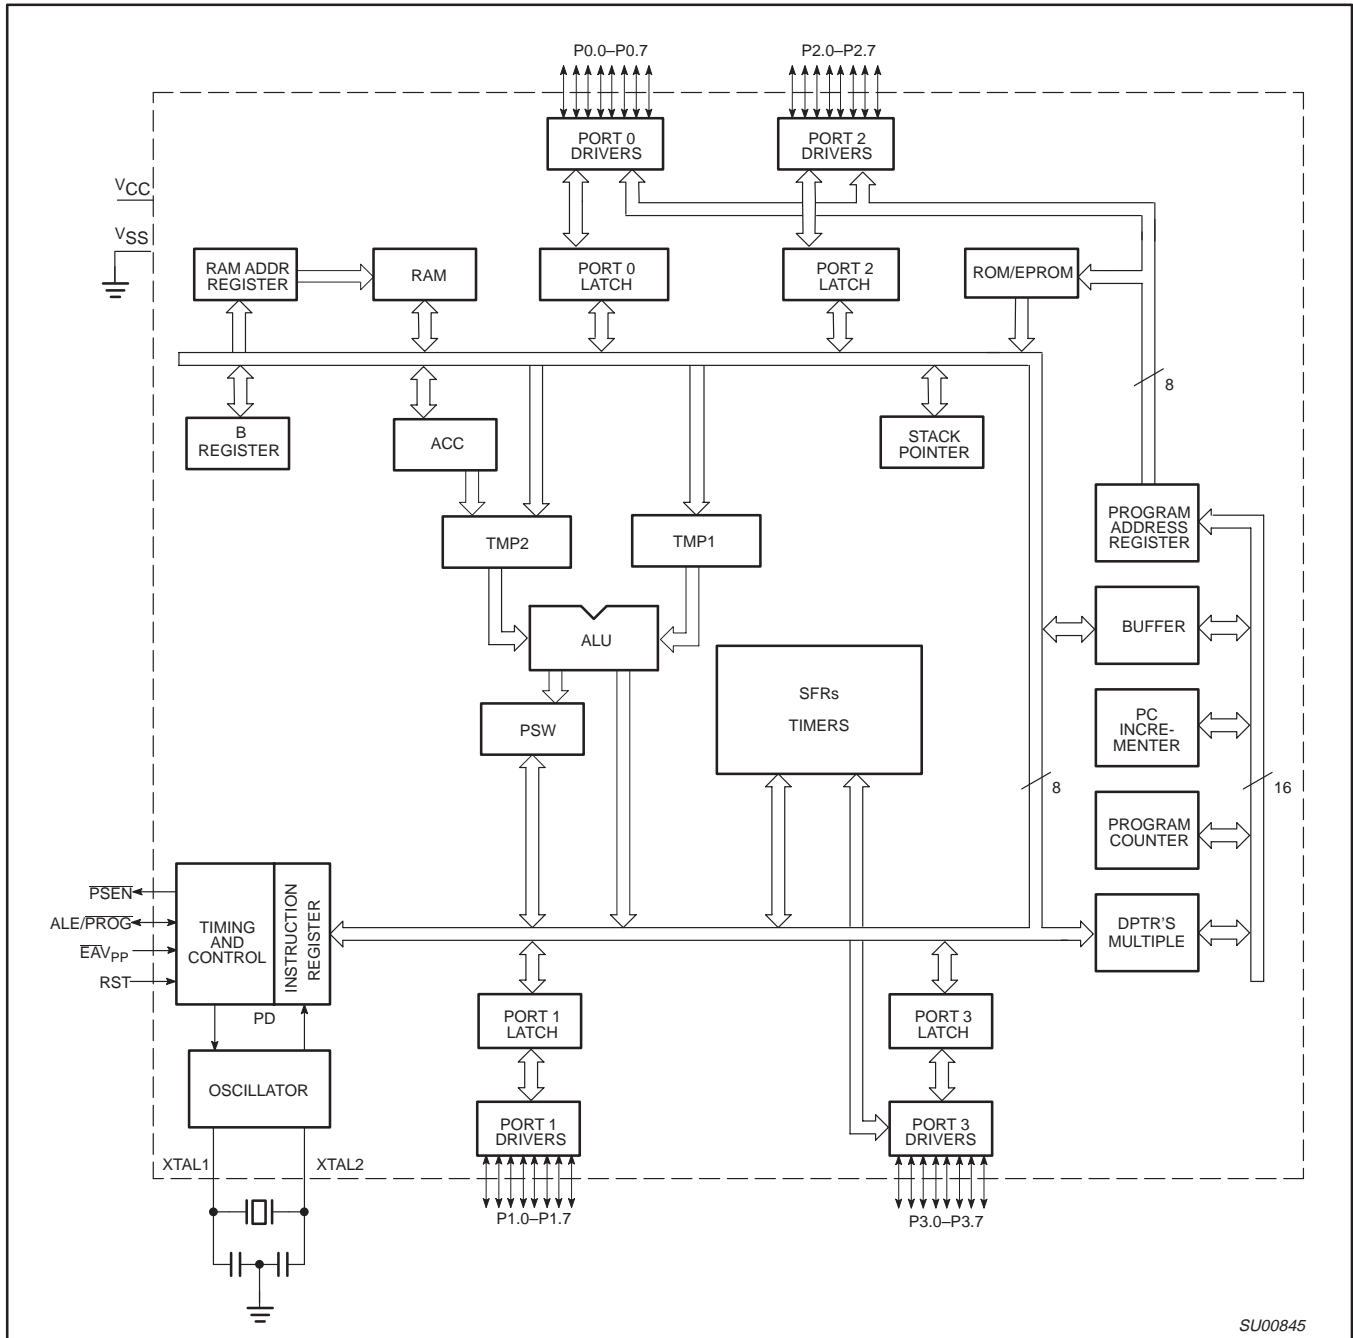 P0.0–P0.7
P2.0–P2.7
PORT 0
DRIVERS
PORT 2
DRIVERS
VCC
VSS
RAM ADDR
REGISTER
RAM
PORT 0
LATCH
PORT 2
LATCH
ROM/EPROM
8
B
REGISTER
ACC
STACK
POINTER
PROGRAM
ADDRESS
REGISTER
TMP2
TMP1
BUFFER
ALU
SFRs
TIMERS
PC
INCRE-
MENTER
PSW
8
16
PROGRAM
COUNTER
PSEN
ALE/PROG
EAVPP
RST
TIMING
AND
CONTROL
INSTRUCTION
REGISTER
DPTR'S
MULTIPLE
PD
PORT 1
LATCH
PORT 3
LATCH
OSCILLATOR
PORT 1
DRIVERS
PORT 3
DRIVERS
XTAL1
XTAL2
P1.0–P1.7
P3.0–P3.7
SU00845